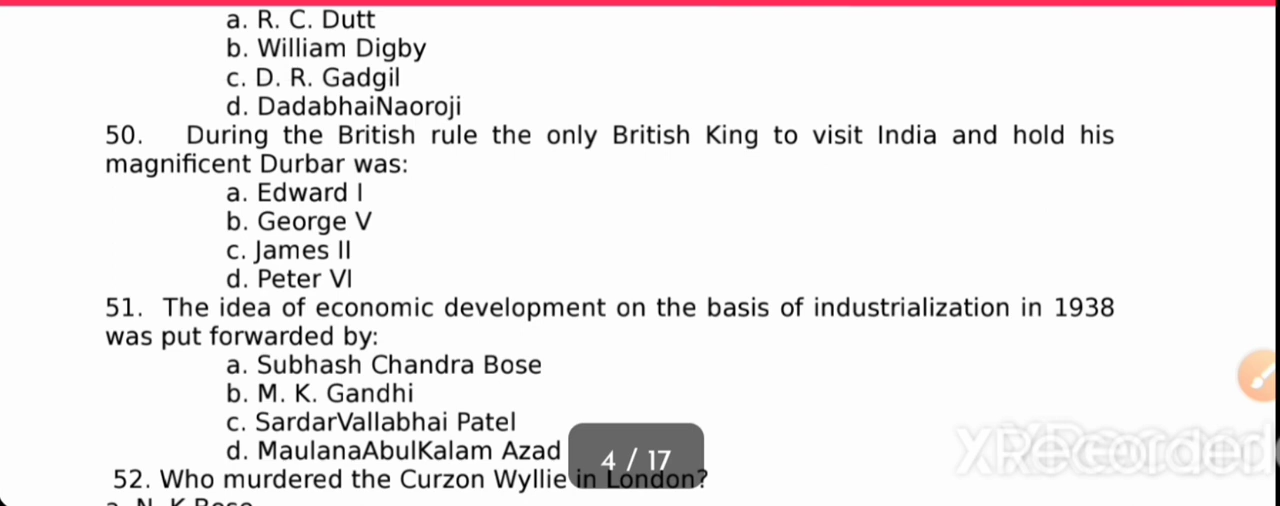 a. R. C. Dutt
b. William Digby
c. D. R. Gadgil
d. DadabhaiNaoroji
50. During the British rule the only British King to visit India and hold his
magnificent Durbar was:
a. Edward I
b. George V
c. James II
d. Peter VI
51. The idea of economic development on the basis of industrialization in 1938
was put forwarded by:
a. Subhash Chandra Bose
b. M. K. Gandhi
c. SardarVallabhai Patel
d. MaulanaAbulKalam Azad
4 / 17
XRecorded
52. Who murdered the Curzon Wyllie in London?